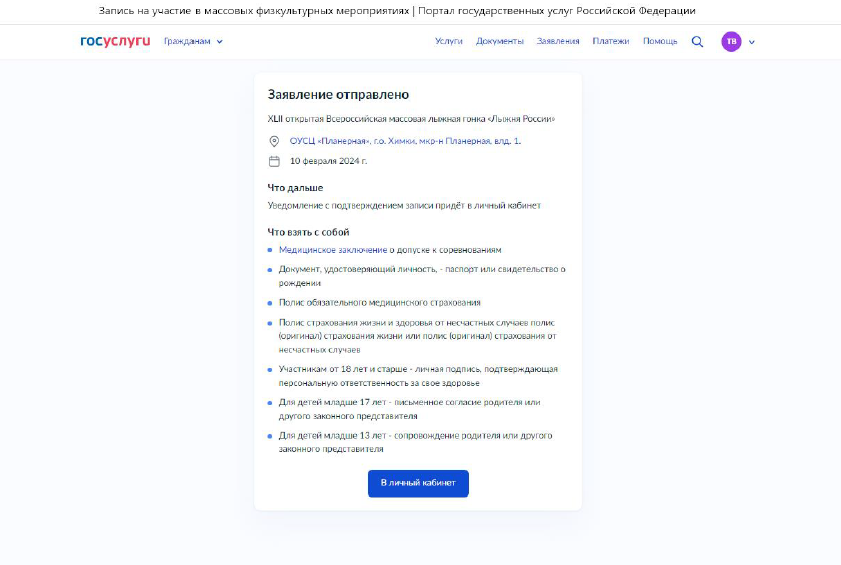 Запись на участие в массовых физкультурных мероприятиях | Портал государственных услуг Российской Федерации
госуслуги Гражданам Услуги Документы Заявления Платежи Помощь ТВ
Заявление отправлено
XLII открытая Всероссийская массовая лыжная гонка «Лыжня России»
ОУСЦ «Планерная», г.о. Химки, мкр-н Планерная, влд. 1.
10 февраля 2024 г.
Что дальше
Уведомление с подтверждением записи придёт в личный кабинет
Что взять с собой
Медицинское заключение о допуске к соревнованиям
Документ, удостоверяющий личность, - паспорт или свидетельство о
рождении
Полис обязательного медицинского страхования
Полис страхования жизни и здоровья от несчастных случаев полис
(оригинал) страхования жизни или полис (оригинал) страхования от
несчастных случаев
Участникам от 18 лет и старше - личная подпись, подтверждающая
персональную ответственность за свое здоровье
Для детей младше 17 лет - письменное согласие родителя или
другого законного представителя
Для детей младше 13 лет - сопровождение родителя или другого
законного представителя
В личный кабинет